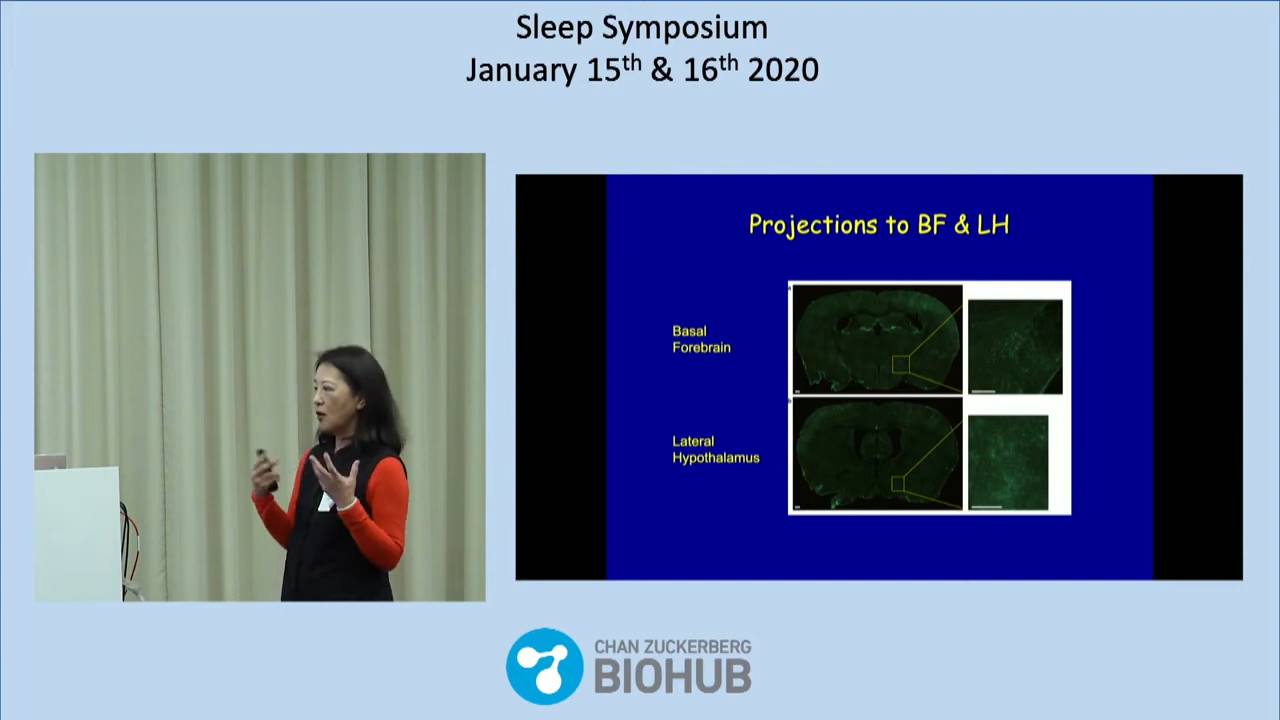 Sleep Symposium
January 15th & 16th 2020
Projections to BF & LH
Basal
Forebrain
Lateral
Hypothalamus
CHAN ZUCKERBERG
BIOHUB